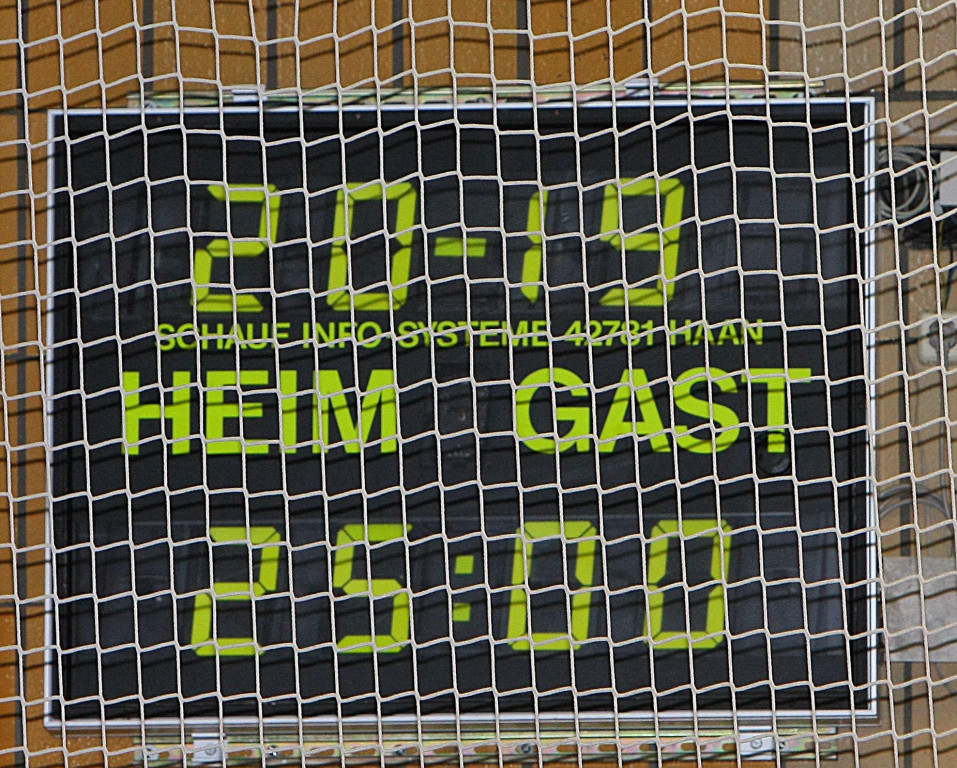 20-19
SCHAUF INFO-SYSTEME 42781 HAAN
HEIM GAST
25:00